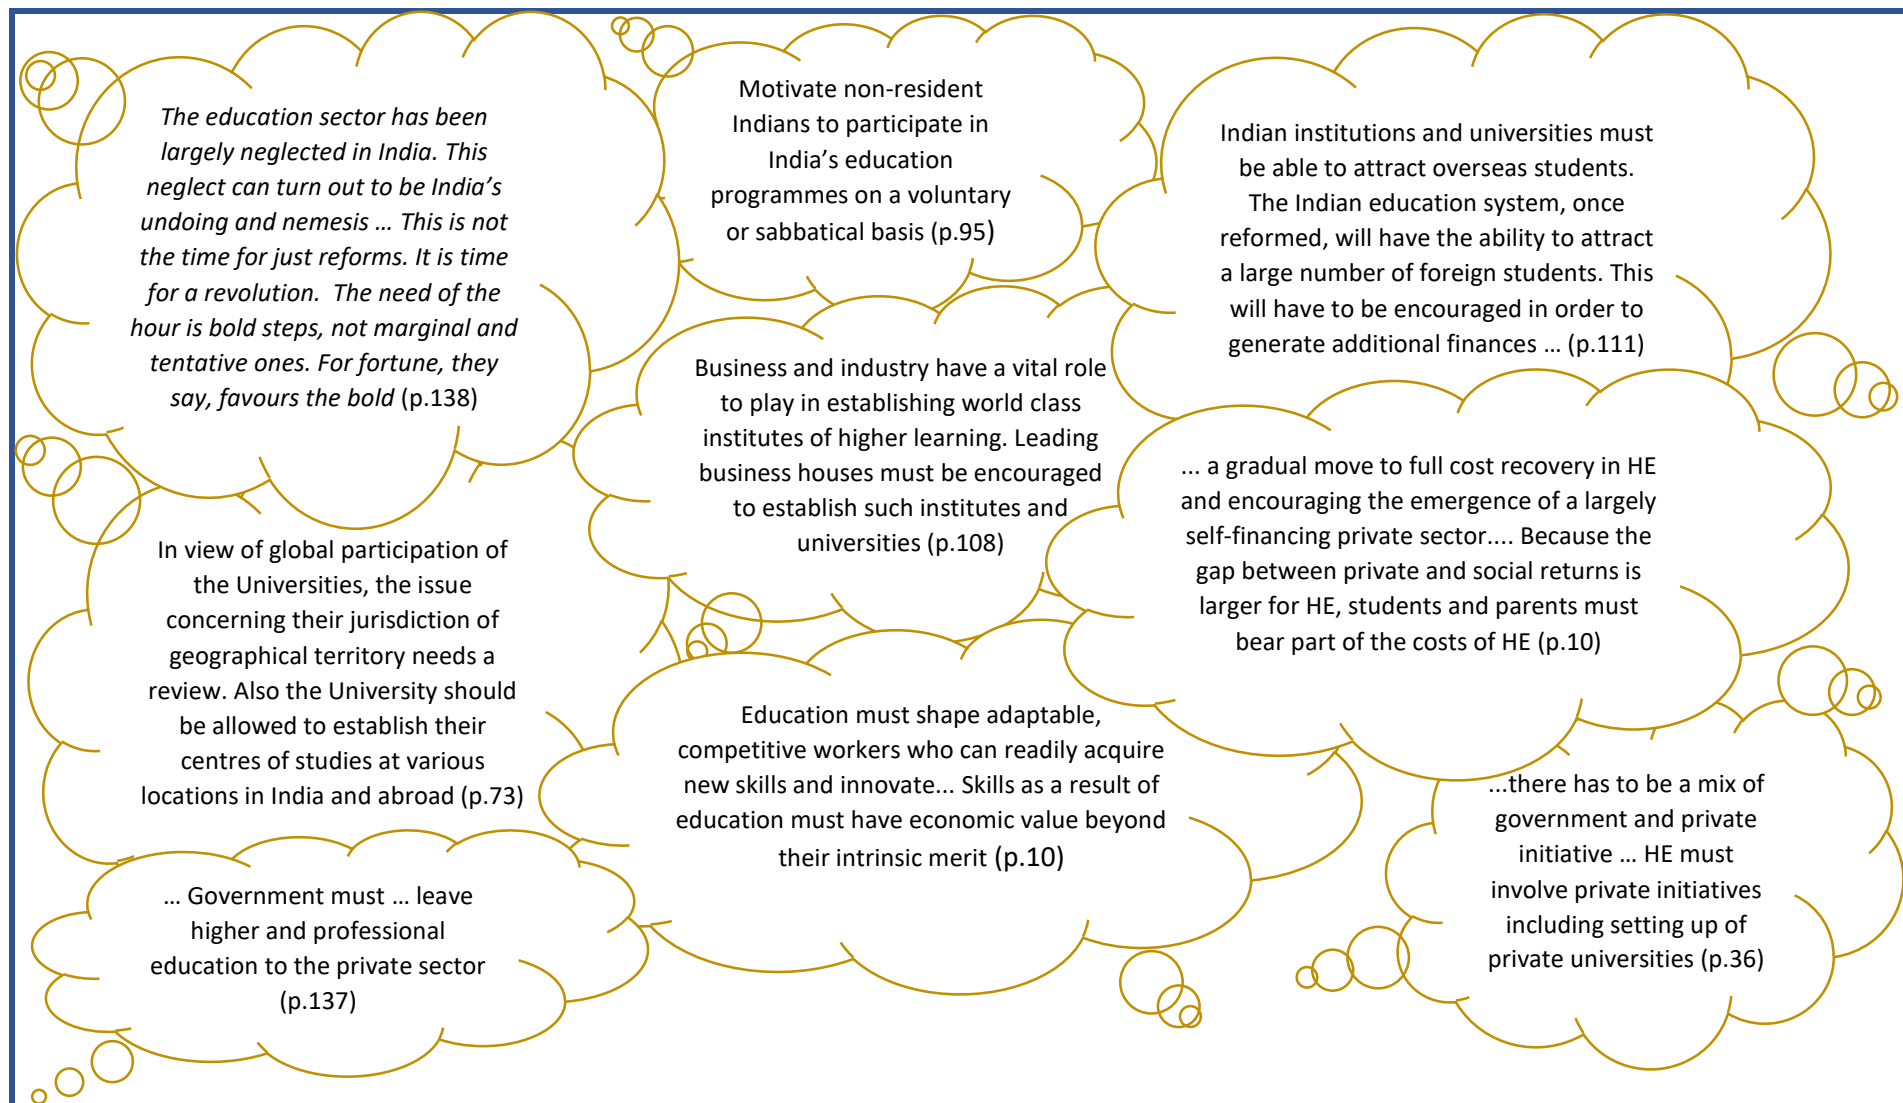 The education sector has been
largely neglected in India. This
neglect can turn out to be India’s
undoing and nemesis … This is not
the time for just reforms. It is time
for a revolution.  The need of the
hour is bold steps, not marginal and
tentative ones. For fortune, they
say, favours the bold (p.138)
Motivate non-resident
Indians to participate in
India’s education
programmes on a voluntary
or sabbatical basis (p.95)
Indian institutions and universities must
be able to attract overseas students.
The Indian education system, once
reformed, will have the ability to attract
a large number of foreign students. This
will have to be encouraged in order to
generate additional finances … (p.111)
Business and industry have a vital role
to play in establishing world class
institutes of higher learning. Leading
business houses must be encouraged
to establish such institutes and
universities (p.108)
... a gradual move to full cost recovery in HE
and encouraging the emergence of a largely
self-financing private sector.... Because the
gap between private and social returns is
larger for HE, students and parents must
bear part of the costs of HE (p.10)
In view of global participation of
the Universities, the issue
concerning their jurisdiction of
geographical territory needs a
review. Also the University should
be allowed to establish their
centres of studies at various
locations in India and abroad (p.73)
Education must shape adaptable,
competitive workers who can readily acquire
new skills and innovate... Skills as a result of
education must have economic value beyond
their intrinsic merit (p.10)
...there has to be a mix of
government and private
initiative … HE must
involve private initiatives
including setting up of
private universities (p.36)
… Government must … leave
higher and professional
education to the private sector
(p.137)